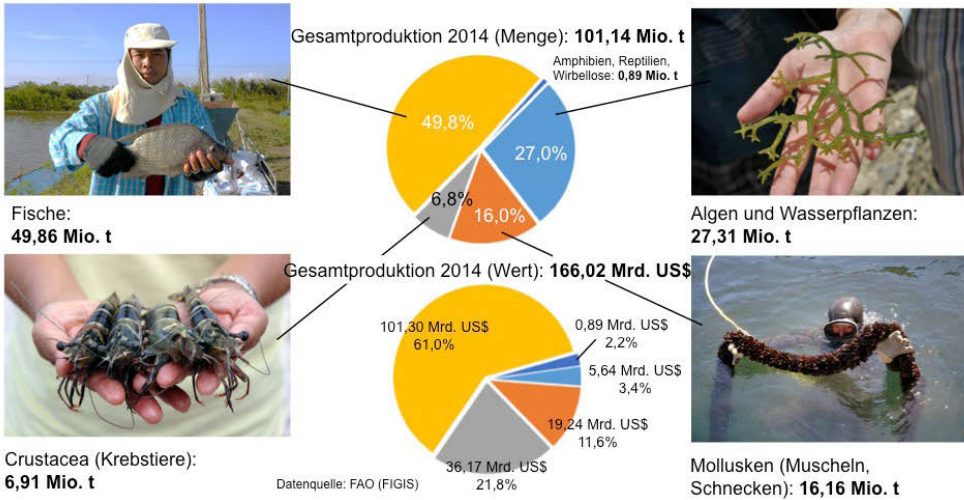 Gesamtproduktion 2014 (Menge): 101,14 Mio. t
Amphibien, Reptilien,
Wirbellose: 0,89 Mio. t
49,8%
27,0%
6,8%
16,0%
Fische:
49,86 Mio. t
Algen und Wasserpflanzen:
27,31 Mio. t
Gesamtproduktion 2014 (Wert): 166,02 Mrd. US$
101,30 Mrd. US$
61,0%
0,89 Mrd. US$
2,2%
5,64 Mrd. US$
3,4%
19,24 Mrd. US$
11,6%
36,17 Mrd. US$
21,8%
Crustacea (Krebstiere):
6,91 Mio. t
Datenquelle: FAO (FIGIS)
Mollusken (Muscheln,
Schnecken): 16,16 Mio. t